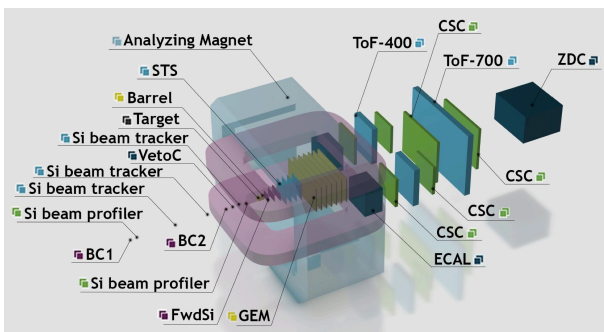 CSC
Analyzing Magnet
ToF-400
ToF-700
ZDC
STS
Barrel
Target
Si beam tracker
VetoC
Si beam tracker
Si beam tracker
CSC
Si beam profiler
CSC
BC2
CSC
BC1
ECAL
Si beam profiler
FwdSi
GEM